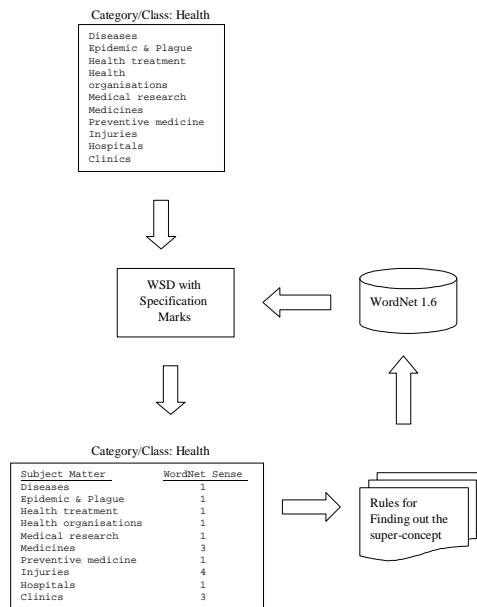 Category/Class: Health
Diseases
Epidemic & Plague
Health treatment
Health
organisations
Medical research
Medicines
Preventive medicine
Injuries
Hospitals
Clinics
WSD with
Specification
Marks
WordNet 1.6
Category/Class: Health
Subject Matter WordNet Sense
Diseases 1
Epidemic & Plague 1
Health treatment 1
Health organisations 1
Medical research 1
Medicines 3
Preventive medicine 1
Injuries 4
Hospitals 1
Clinics 3
Rules for
Finding out the
super-concept